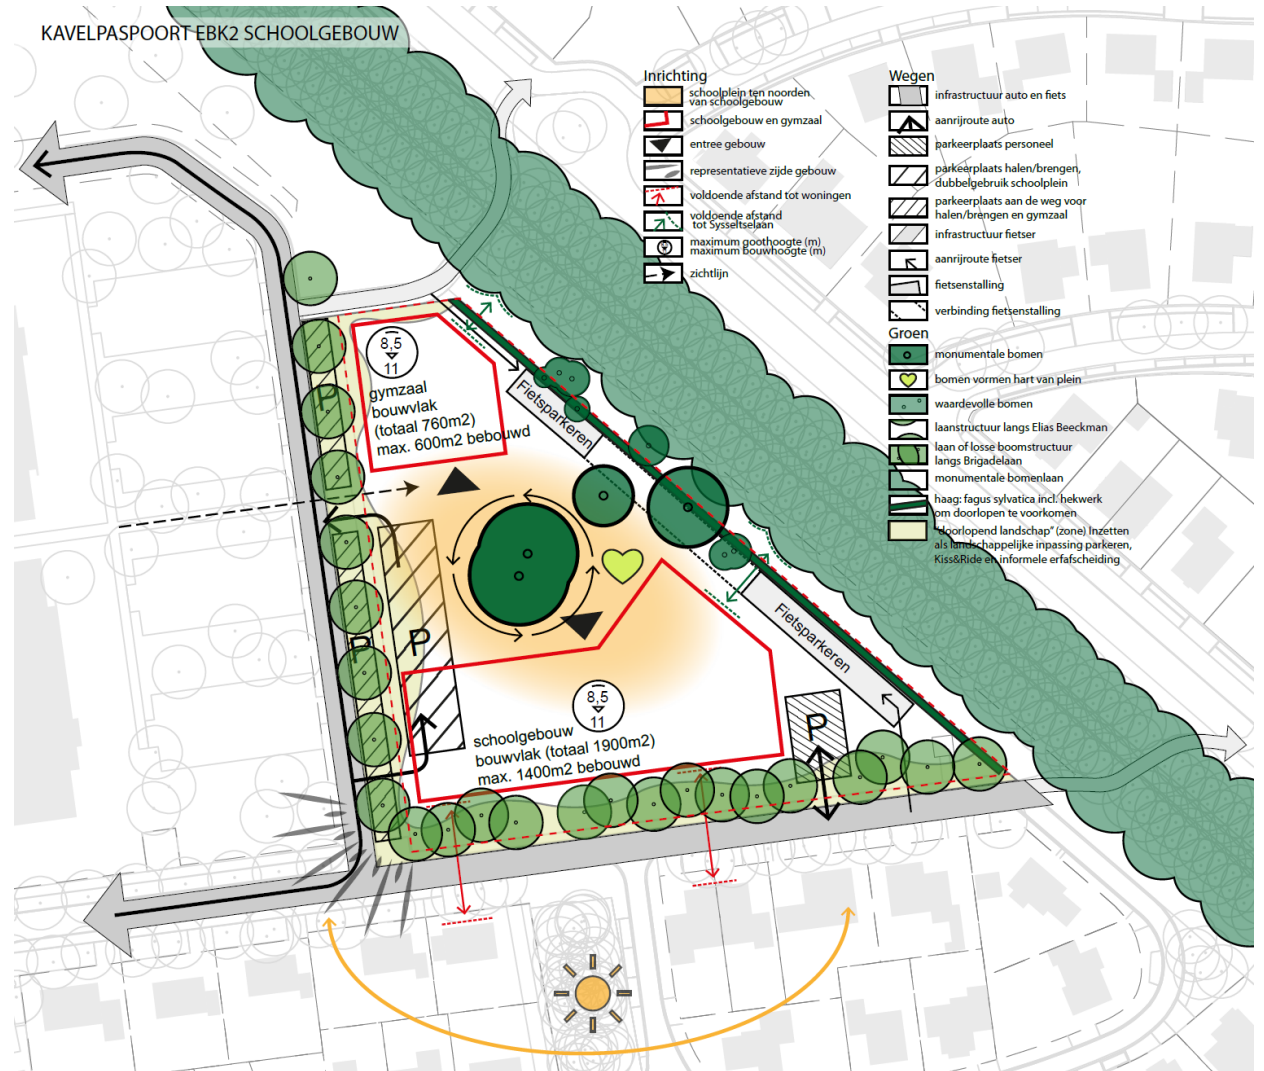 KAVELPASPOORT EBK2 SCHOOLGEBOUW
Inrichting
schoolplein ten noorden
van schoolgebouw
schoolgebouw en gymzaal
entree gebouw
representatieve zijde gebouw
voldoende afstand tot woningen
voldoende afstand
tot Sysseltselaan
maximum goothoogte (m)
maximum bouwhoogte (m)
zichtlijn
Wegen
infrastructuur auto en fiets
aanrijroute auto
parkeerplaats personeel
parkeerplaats halen/brengen,
dubbelgebruik schoolplein
parkeerplaats aan de weg voor
halen/brengen en gymzaal
infrastructuur fietser
aanrijroute fietser
fietsenstalling
verbinding fietsenstalling
Groen
monumentale bomen
bomen vormen hart van plein
waardevolle bomen
laanstructuur langs Elias Beeckman
laan of losse boomstructuur
langs Brigadelaan
monumentale bomenlaan
haag: fagus sylvatica incl. hekwerk
om doorlopen te voorkomen
"doorlopend landschap" (zone) Inzetten
als landschappelijke inpassing parkeren,
Kiss&Ride en informele erfafscheiding
8,5
11
gymzaal
bouwvlak
(totaal 760m2)
max. 600m2 bebouwd
Fietsparkeren
P
P
P
Fietsparkeren
8,5
11
schoolgebouw
bouwvlak (totaal 1900m2)
max. 1400m2 bebouwd
P